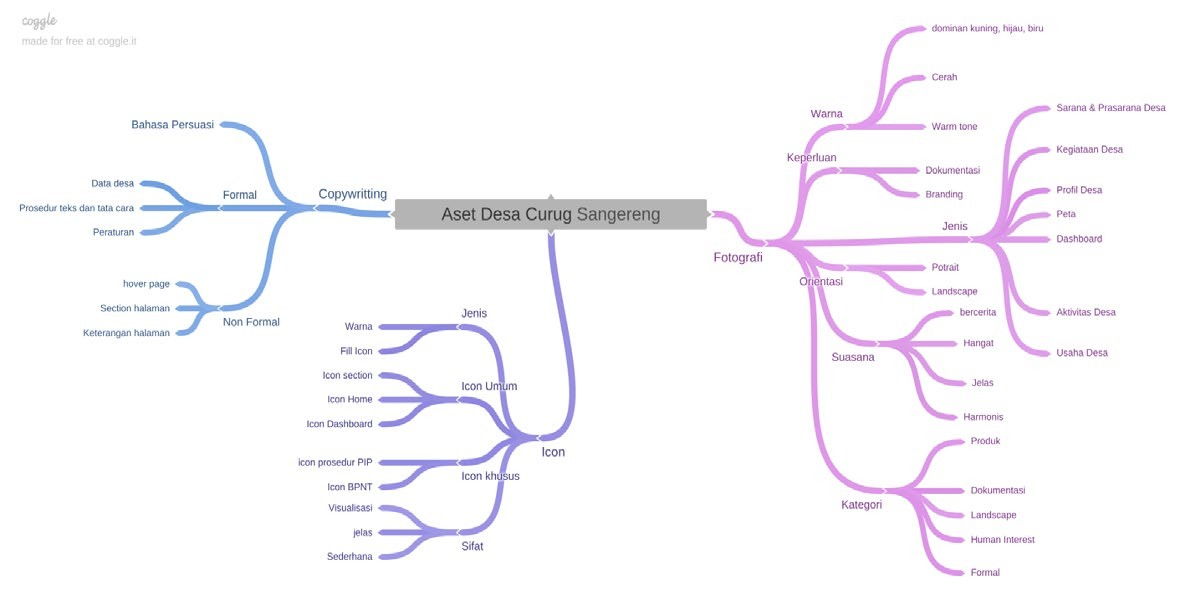 coggle
made for free at coggle.it
Aset Desa Curug Sangereng
Copywritting
Bahasa Persuasi
Formal
Data desa
Prosedur teks dan tata cara
Peraturan
Non Formal
hover page
Section halaman
Keterangan halaman
Icon
Jenis
Warna
Fill Icon
Icon Umum
Icon section
Icon Home
Icon Dashboard
Icon khusus
icon prosedur PIP
Icon BPNT
Sifat
Visualisasi
jelas
Sederhana
Fotografi
Warna
dominan kuning, hijau, biru
Cerah
Warm tone
Keperluan
Dokumentasi
Branding
Jenis
Sarana & Prasarana Desa
Kegiataan Desa
Profil Desa
Peta
Dashboard
Aktivitas Desa
Usaha Desa
Orientasi
Potrait
Landscape
Suasana
bercerita
Hangat
Jelas
Harmonis
Kategori
Produk
Dokumentasi
Landscape
Human Interest
Formal